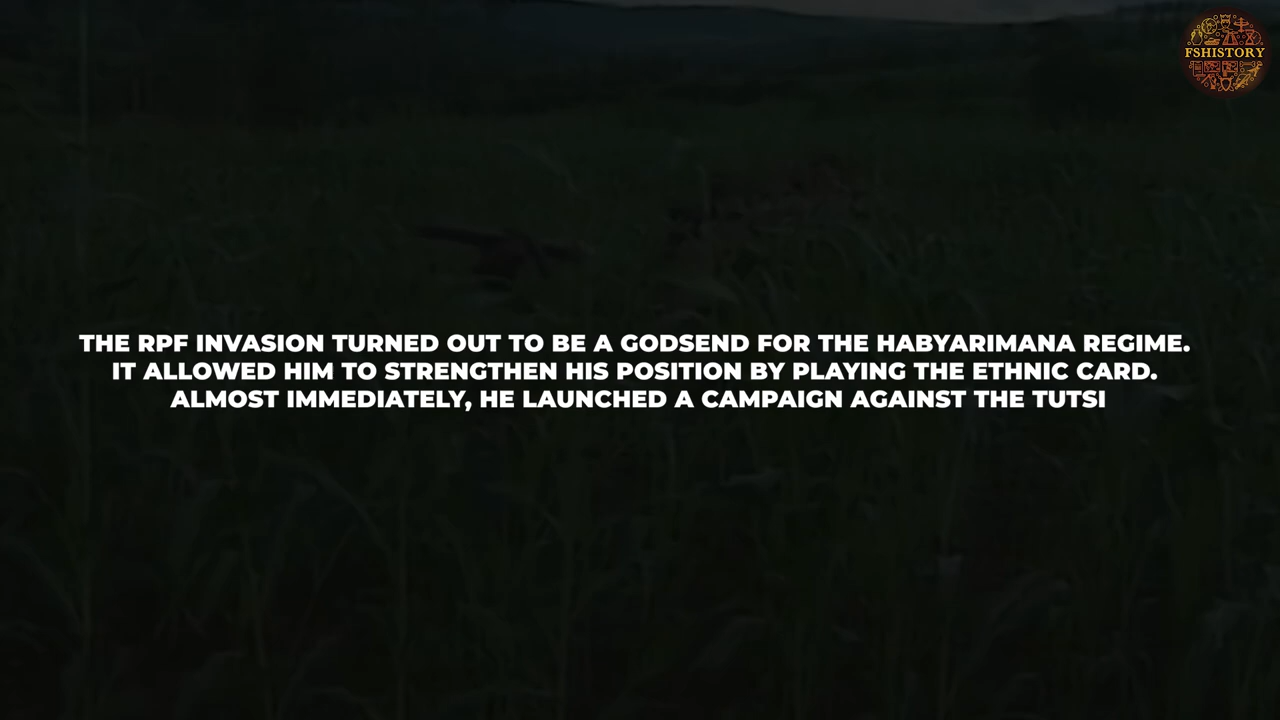 FSHISTORY
THE RPF INVASION TURNED OUT TO BE A GODSEND FOR THE HABYARIMANA REGIME.
IT ALLOWED HIM TO STRENGTHEN HIS POSITION BY PLAYING THE ETHNIC CARD.
ALMOST IMMEDIATELY, HE LAUNCHED A CAMPAIGN AGAINST THE TUTSI